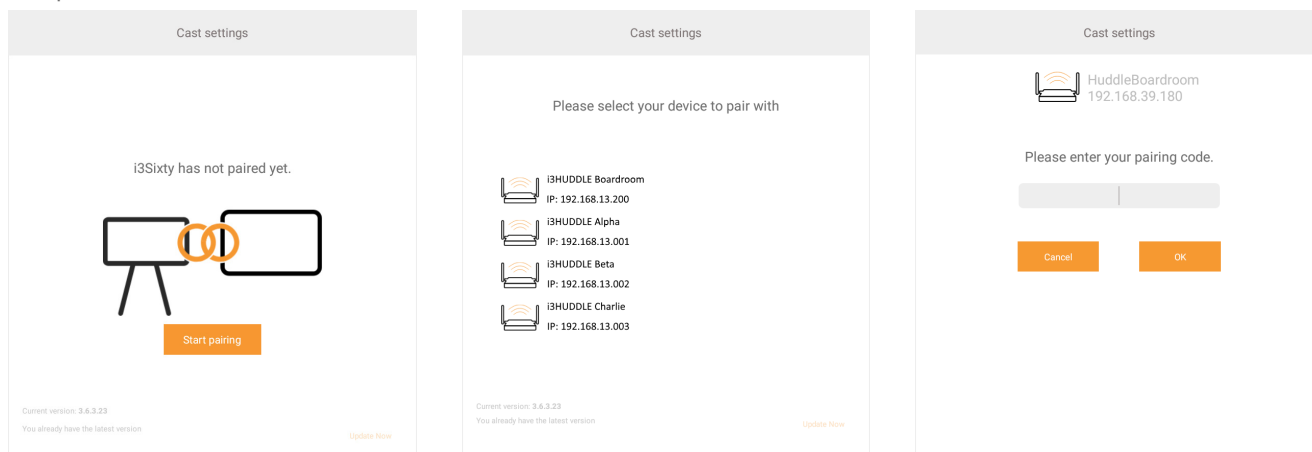 Cast settings
i3Sixty has not paired yet.
Start pairing
Current version: 3.6.3.23
You already have the latest version
Update Now
Cast settings
Please select your device to pair with
i3HUDDLE Boardroom
IP: 192.168.13.200
i3HUDDLE Alpha
IP: 192.168.13.001
i3HUDDLE Beta
IP: 192.168.13.002
i3HUDDLE Charlie
IP: 192.168.13.003
Current version: 3.6.3.23
You already have the latest version
Update Now
Cast settings
HuddleBoardroom
192.168.39.180
Please enter your pairing code.
Cancel
OK